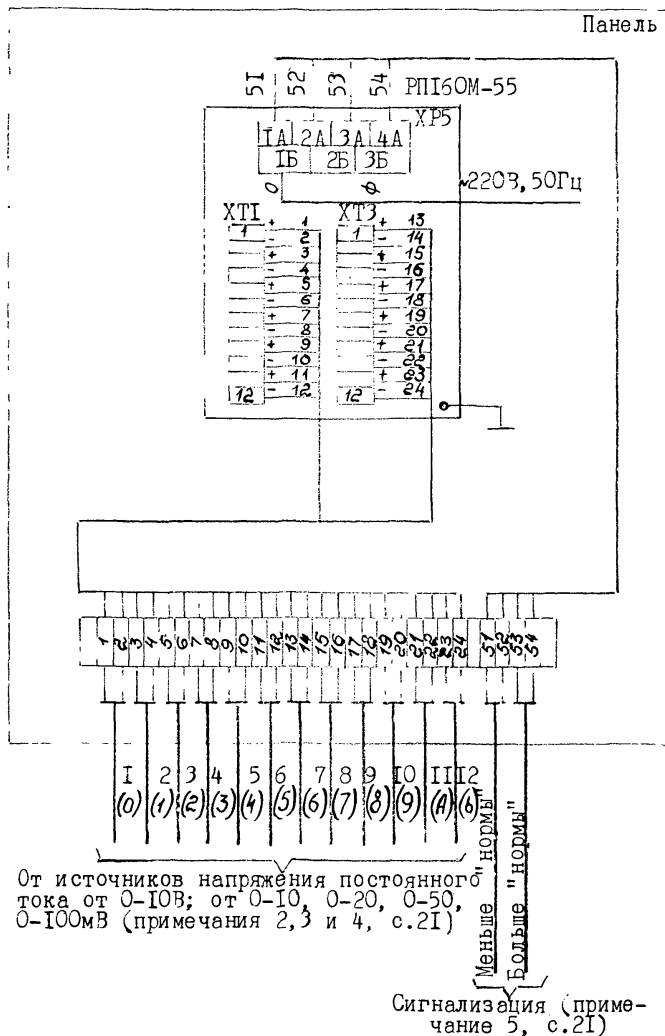 Панель
51 52 53 54 РП160М-55
ХР5
1А 2А 3А 4А
1Б 2Б 3Б
0 ф ~220В,50Гц
ХТ1 ХТ3
1 + 1 1 + 13
- 2 - 14
+ 3 + 15
- 4 - 16
+ 5 + 17
- 6 - 18
+ 7 + 19
- 8 - 20
+ 9 + 21
- 10 - 22
+ 11 + 23
12 - 12 12 - 24
1 2 3 4 5 6 7 8 9 10 11 12 13 14 15 16 17 18 19 20 21 22 23 24 51 52 53 54
I 2 3 4 5 6 7 8 9 IO II I2
(0) (1) (2) (3) (4) (5) (6) (7) (8) (9) (А) (б)
Меньше "нормы"
Больше "нормы"
От источников напряжения постоянного
тока от 0-10В; от 0-10, 0-20, 0-50,
0-100мВ (примечания 2,3 и 4, с.21)
Сигнализация (приме-
чание 5, с.21)